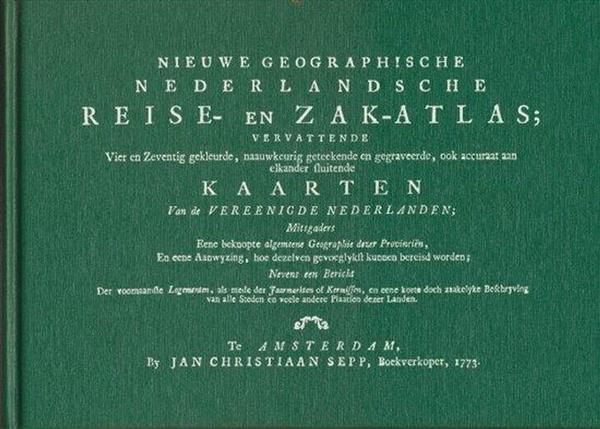 NIEUWE GEOGRAPHISCHE
NEDERLANDSCHE
REISE- EN ZAK-ATLAS;
VERVATTENDE
Vier en Zeventig gekleurde, naauwkeurig geteekende en gegraveerde, ook accuraat aan
elkander sluitende
KAARTEN
Van de VEREENIGDE NEDERLANDEN;
Mitsgaders
Eene beknopte algemeene Geographie dezer Provinciën,
En eene Aanwyzing, hoe dezelven gevoeglykst kunnen bereisd worden;
Nevens een Bericht
Der voornaamste Logementen, als mede der Jaarmarkten of Kermissen, en eene korte doch zaakelyke Beschryving
van alle Steden en veele andere Plaatsen dezer Landen.
Te AMSTERDAM,
By JAN CHRISTIAAN SEPP, Boekverkoper, 1773.